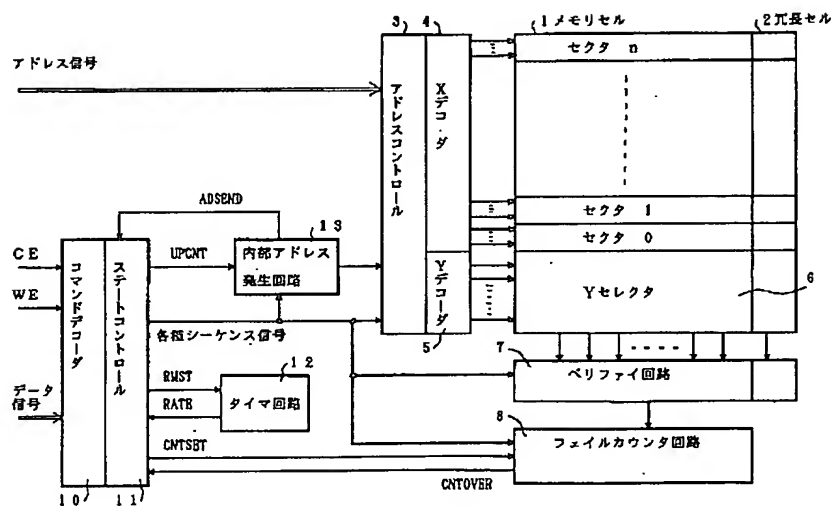 3
4
1 メモリセル
2 冗長セル
セクタ n
アドレス信号
アドレスコントロール
Xデコーダ
セクタ 1
セクタ 0
ADSEND
13
CE
UPCNT
内部アドレス
発生回路
WE
コマンドデコーダ
ステートコントロール
Yデコーダ
Yセレクタ
6
各種シーケンス信号
5
7
12
RMST
ベリファイ回路
データ
信号
RATE
タイマ回路
8
CNTSET
フェイルカウンタ回路
CNTOVER
10
11